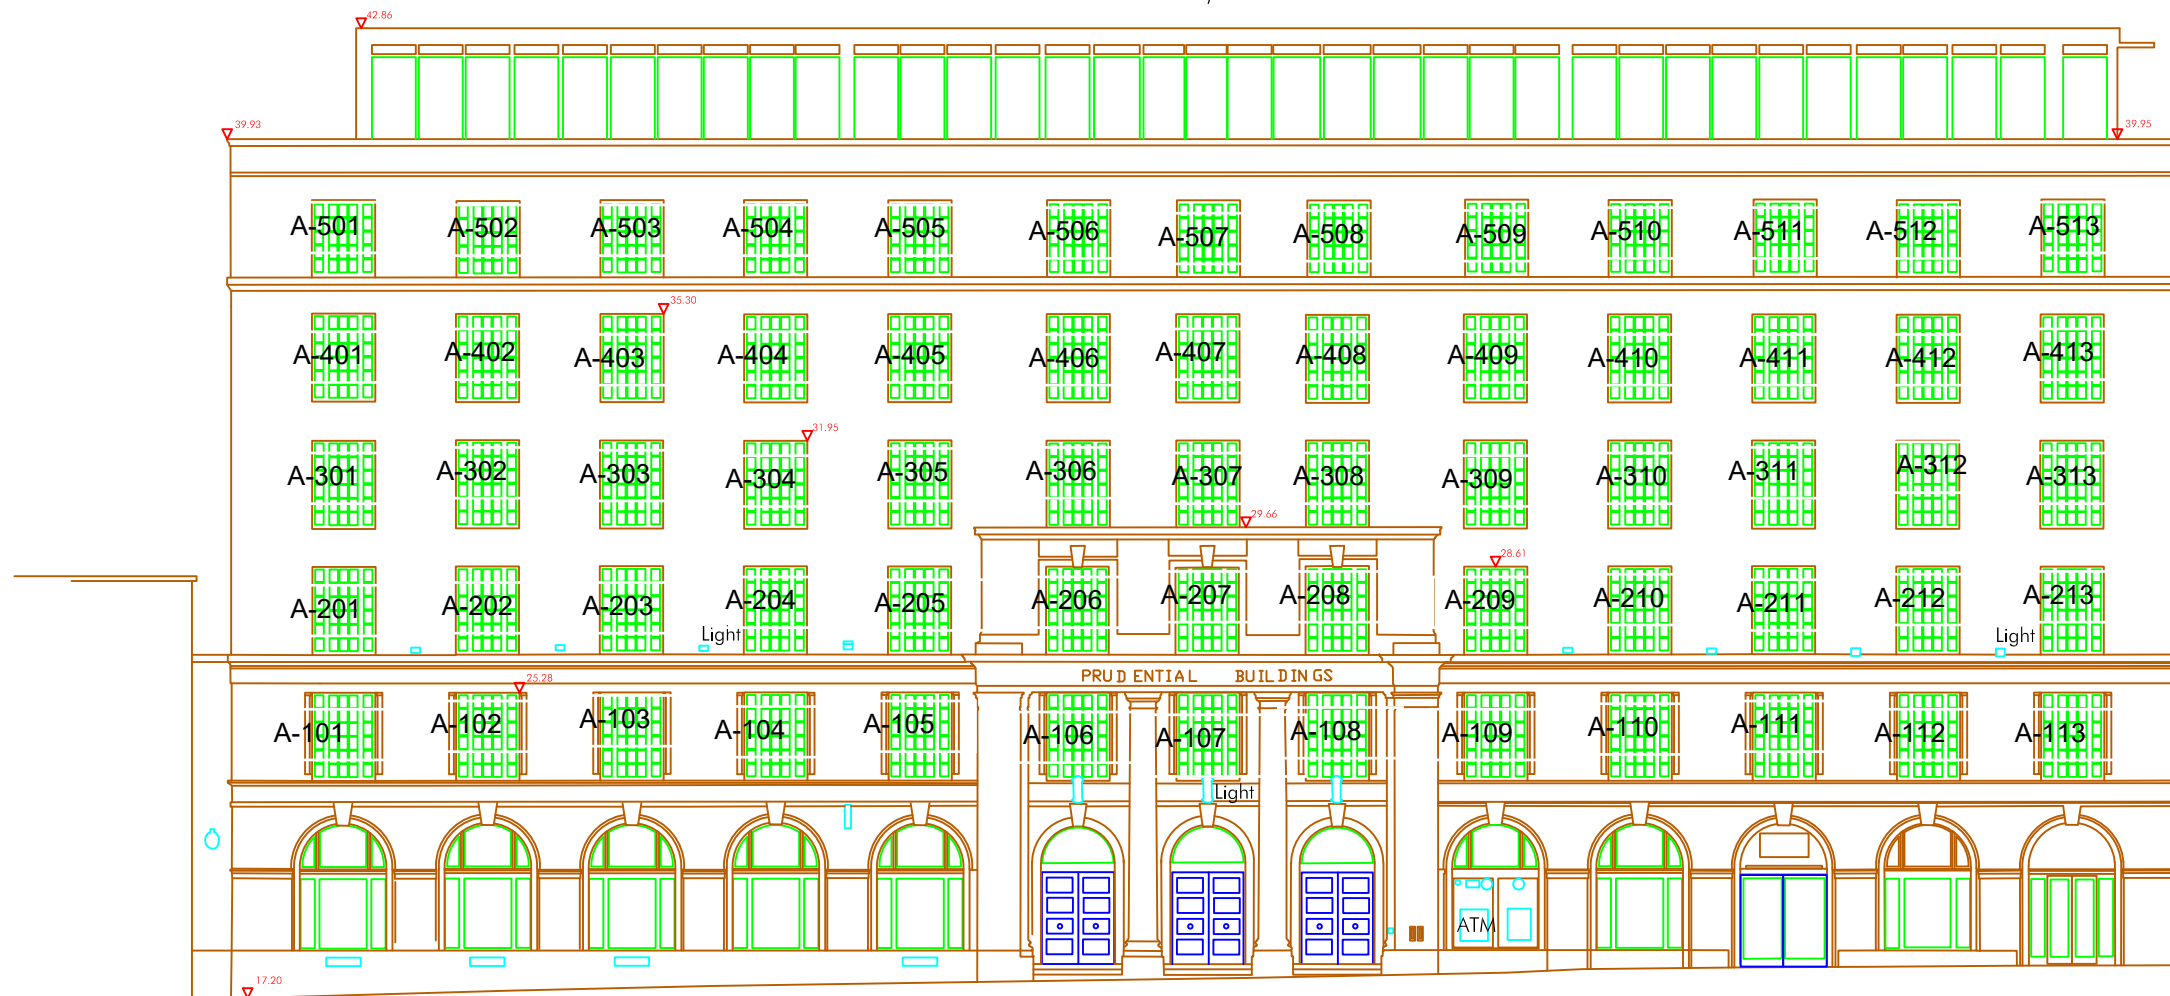 42.86
39.93
39.95
A-501 A-502 A-503 A-504 A-505 A-506 A-507 A-508 A-509 A-510 A-511 A-512 A-513
35.30
A-401 A-402 A-403 A-404 A-405 A-406 A-407 A-408 A-409 A-410 A-411 A-412 A-413
31.95
A-301 A-302 A-303 A-304 A-305 A-306 A-307 A-308 A-309 A-310 A-311 A-312 A-313
29.66
28.61
A-201 A-202 A-203 A-204 A-205 A-206 A-207 A-208 A-209 A-210 A-211 A-212 A-213
Light Light
PRUDENTIAL BUILDINGS
25.28
A-101 A-102 A-103 A-104 A-105 A-106 A-107 A-108 A-109 A-110 A-111 A-112 A-113
Light
ATM
17.20